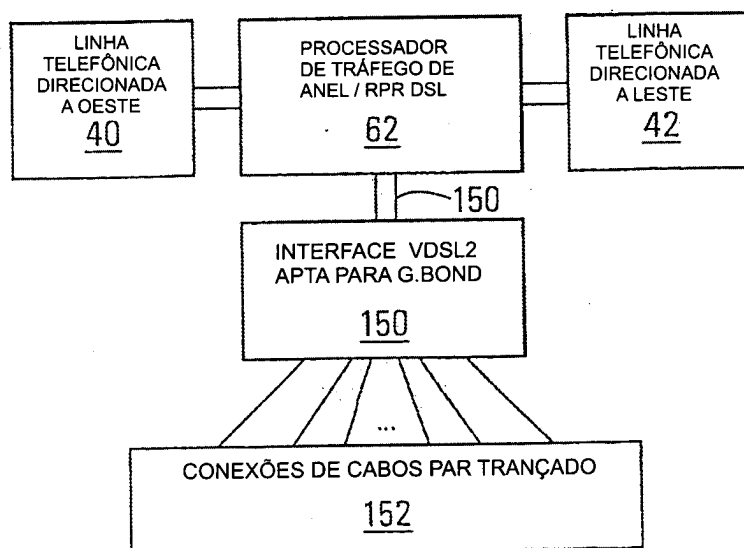 LINHA
TELEFÔNICA
DIRECIONADA
A OESTE
40
PROCESSADOR
DE TRÁFEGO DE
ANEL / RPR DSL
62
LINHA
TELEFÔNICA
DIRECIONADA
A LESTE
42
150
INTERFACE VDSL2
APTA PARA G.BOND
150
...
CONEXÕES DE CABOS PAR TRANÇADO
152